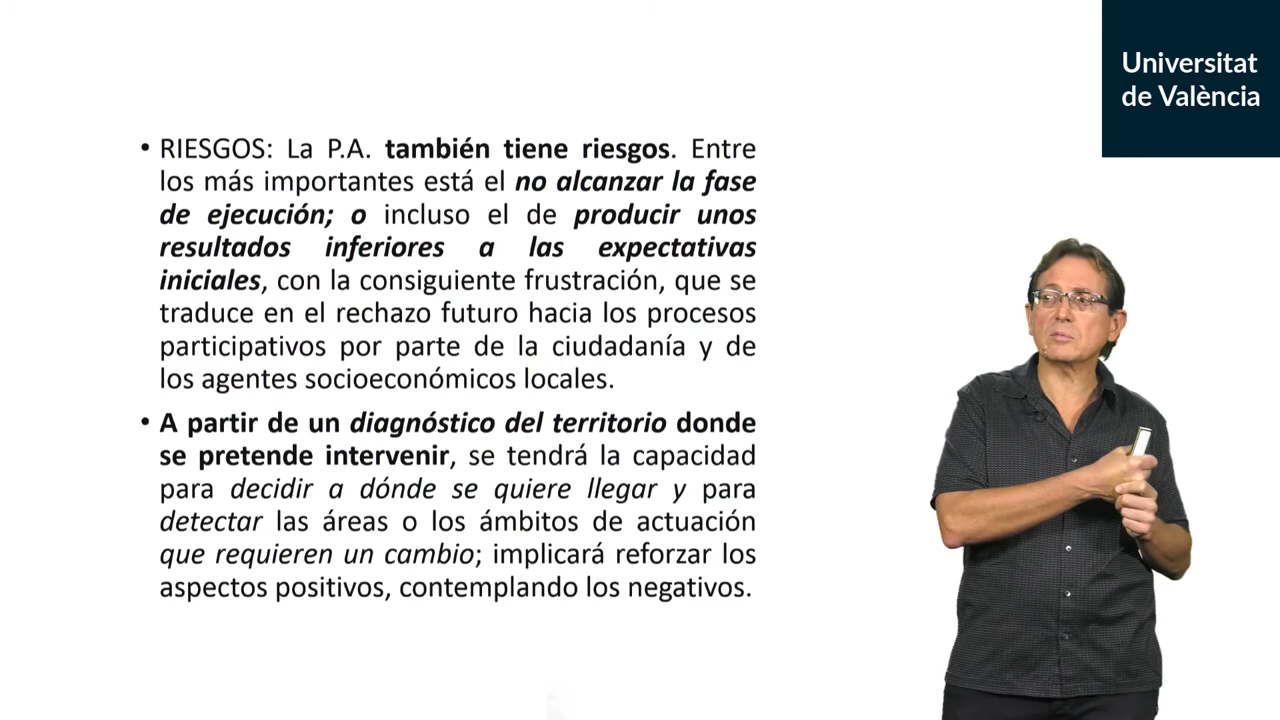 Universitat
de València
• RIESGOS: La P.A. también tiene riesgos. Entre
los más importantes está el no alcanzar la fase
de ejecución; o incluso el de producir unos
resultados inferiores a las expectativas
iniciales, con la consiguiente frustración, que se
traduce en el rechazo futuro hacia los procesos
participativos por parte de la ciudadanía y de
los agentes socioeconómicos locales.
• A partir de un diagnóstico del territorio donde
se pretende intervenir, se tendrá la capacidad
para decidir a dónde se quiere llegar y para
detectar las áreas o los ámbitos de actuación
que requieren un cambio; implicará reforzar los
aspectos positivos, contemplando los negativos.